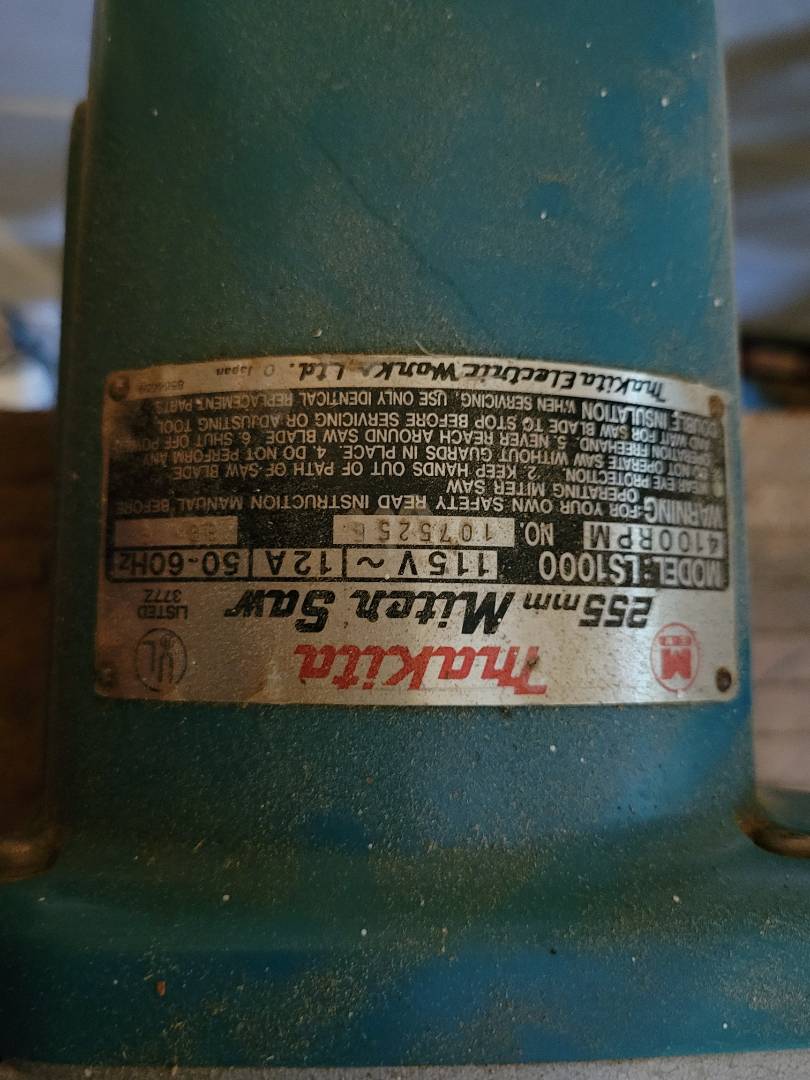 M
makita
UL
255mm Miter Saw
LISTED
377Z
MODEL: LS1000 115V ~ 12A 50-60Hz
4100RPM NO. 107525
WARNING: FOR YOUR OWN SAFETY READ INSTRUCTION MANUAL BEFORE
OPERATING MITER SAW
EYE PROTECTION. 2. KEEP HANDS OUT OF PATH OF SAW BLADE
DO NOT OPERATE SAW WITHOUT GUARDS IN PLACE. 4. DO NOT PERFORM ANY
OPERATION FREEHAND. 5. NEVER REACH AROUND SAW BLADE. 6. SHUT OFF POWER
AND WAIT FOR SAW BLADE TO STOP BEFORE SERVICING OR ADJUSTING TOOL
DOUBLE INSULATION WHEN SERVICING, USE ONLY IDENTICAL REPLACEMENT PARTS
Makita Electric Works, Ltd. Japan